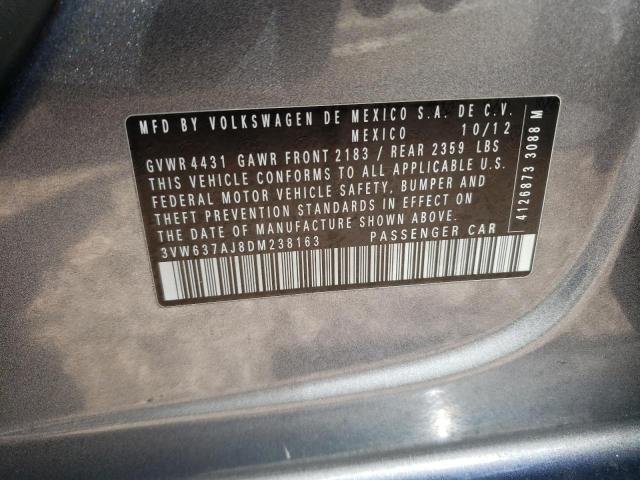 MFD BY VOLKSWAGEN DE MEXICO S.A. DE C.V.
MEXICO 10/12
GVWR 4431 GAWR FRONT 2183 / REAR 2359 LBS
THIS VEHICLE CONFORMS TO ALL APPLICABLE U.S.
FEDERAL MOTOR VEHICLE SAFETY, BUMPER AND
THEFT PREVENTION STANDARDS IN EFFECT ON
THE DATE OF MANUFACTURE SHOWN ABOVE.
3VW637AJ8DM238163 PASSENGER CAR
4126873 3088 M